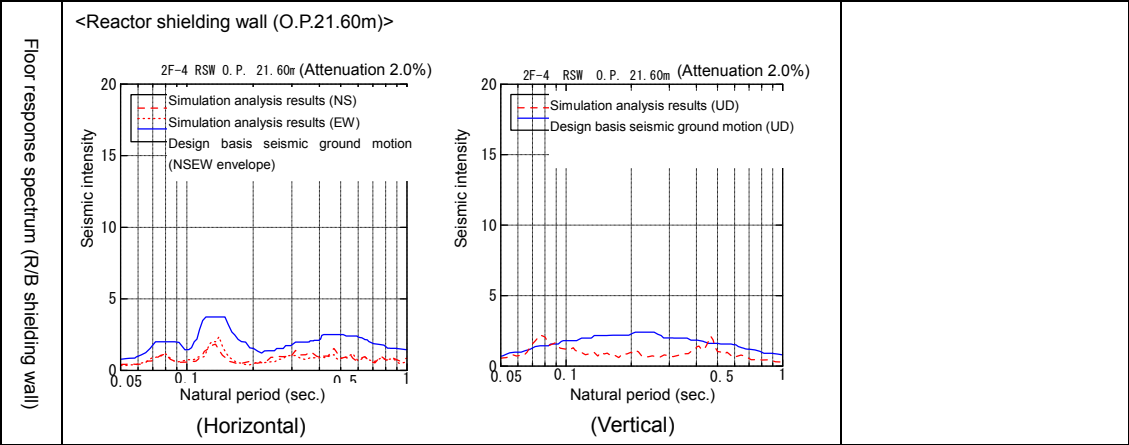 Floor response spectrum (R/B shielding wall)
<Reactor shielding wall (O.P.21.60m)>
2F-4 RSW O.P. 21.60m (Attenuation 2.0%)
Seismic intensity
20
15
10
5
0
Simulation analysis results (NS)
Simulation analysis results (EW)
Design basis seismic ground motion
(NSEW envelope)
0.05
0.1
0.5
1
Natural period (sec.)
(Horizontal)
2F-4 RSW O.P. 21.60m (Attenuation 2.0%)
Seismic intensity
20
15
10
5
0
Simulation analysis results (UD)
Design basis seismic ground motion (UD)
0.05
0.1
0.5
1
Natural period (sec.)
(Vertical)